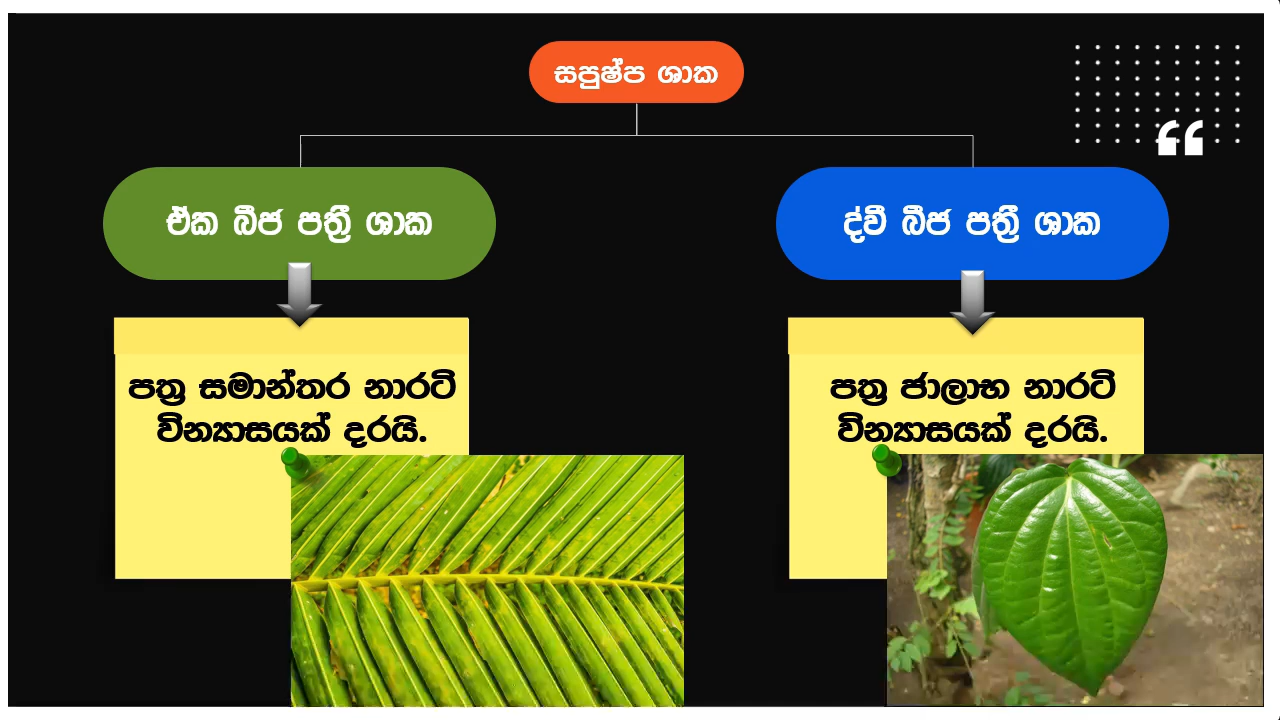 සපුෂ්ප ශාක
ඒක බීජ පත්‍රී ශාක
ද්වී බීජ පත්‍රී ශාක
පත්‍ර සමාන්තර නාරටි
වින්‍යාසයක් දරයි.
පත්‍ර ජාලාභ නාරටි
වින්‍යාසයක් දරයි.